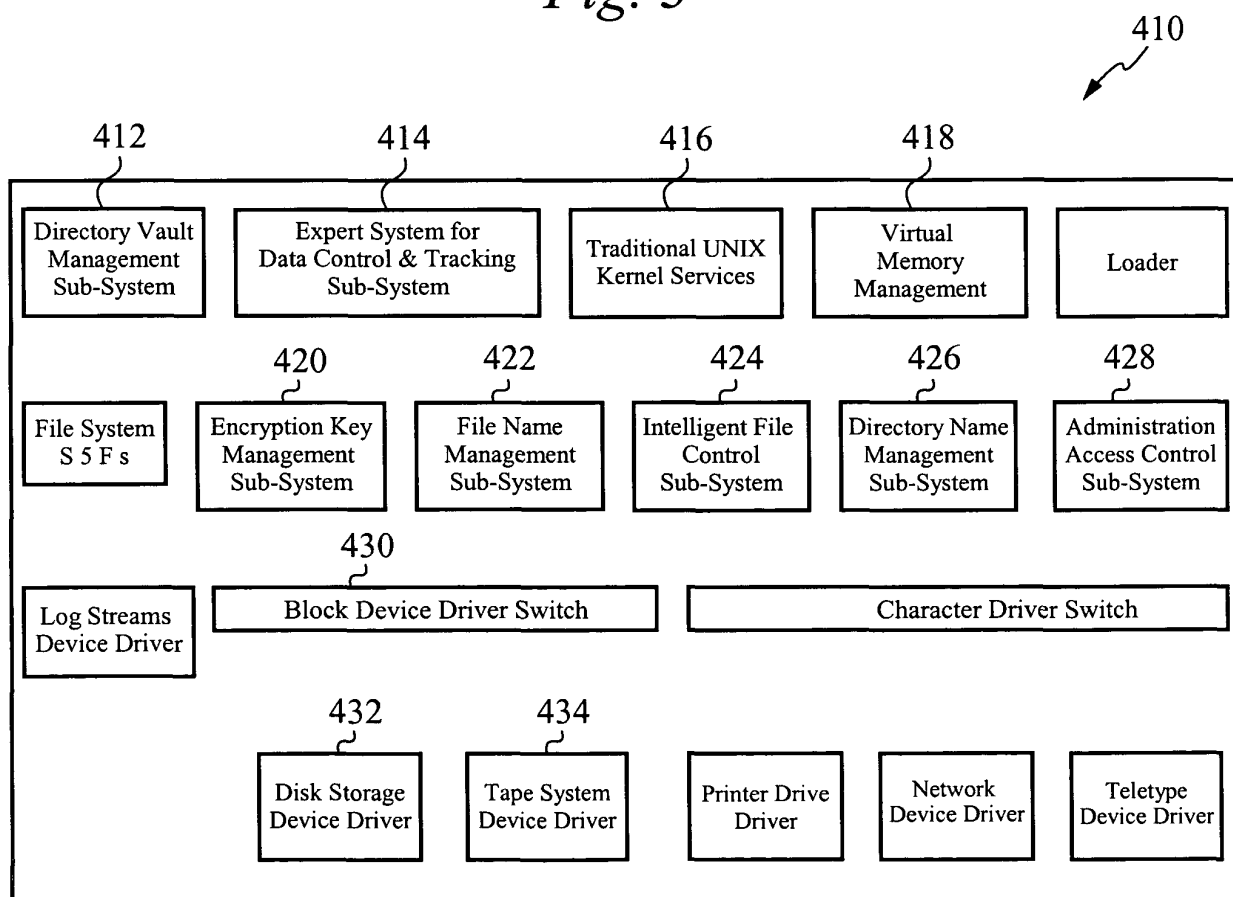 Fig. 5
410
412
414
416
418
Directory Vault
Management
Sub-System
Expert System for
Data Control & Tracking
Sub-System
Traditional UNIX
Kernel Services
Virtual
Memory
Management
Loader
420
422
424
426
428
File System
S 5 F s
Encryption Key
Management
Sub-System
File Name
Management
Sub-System
Intelligent File
Control
Sub-System
Directory Name
Management
Sub-System
Administration
Access Control
Sub-System
430
Log Streams
Device Driver
Block Device Driver Switch
Character Driver Switch
432
434
Disk Storage
Device Driver
Tape System
Device Driver
Printer Drive
Driver
Network
Device Driver
Teletype
Device Driver